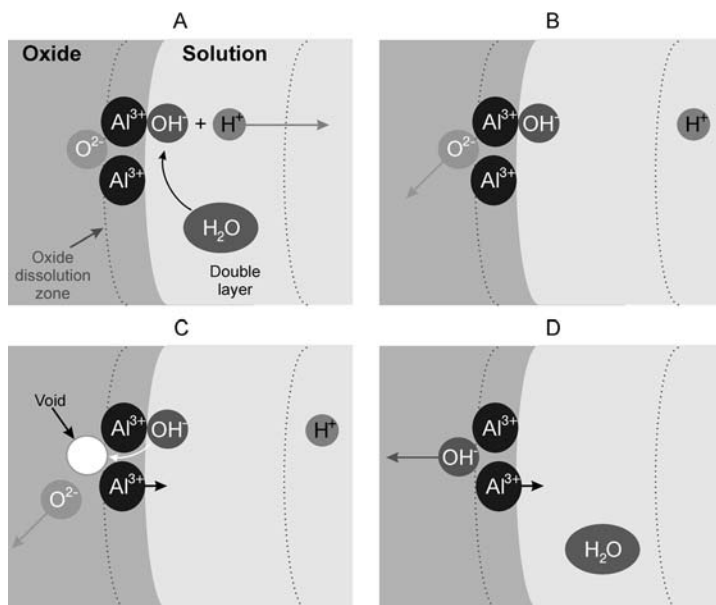 A
Oxide Solution
Al3+ OH- + H+
O2-
Al3+
H2O
Oxide
dissolution
zone
Double
layer
B
Al3+ OH- H+
O2-
Al3+
C
Void
Al3+ OH- H+
Al3+
O2-
D
Al3+
OH-
Al3+
H2O